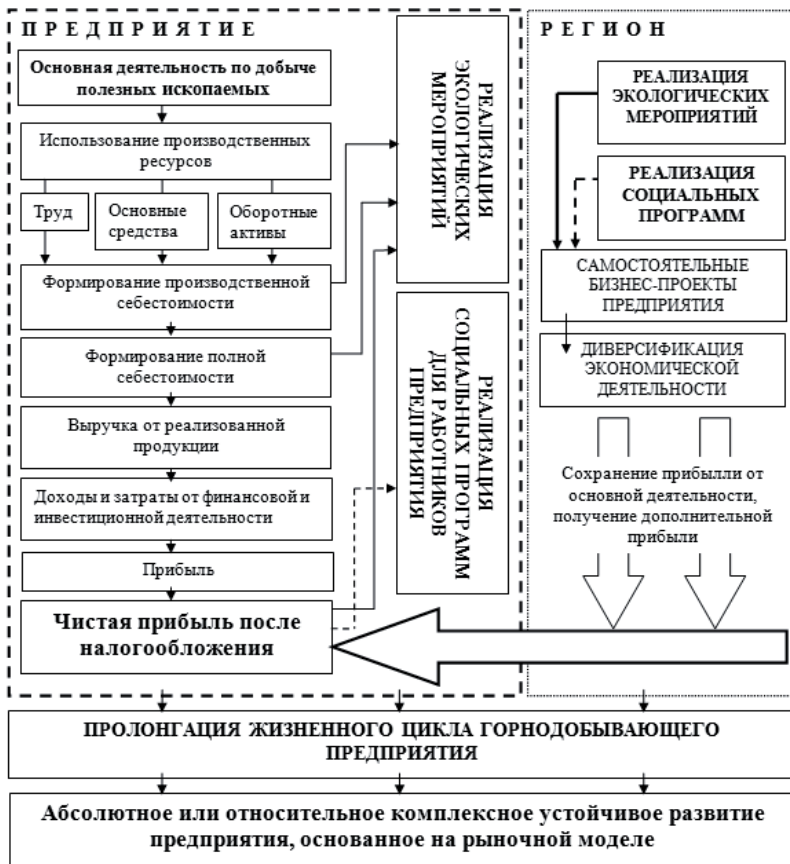 ПРЕДПРИЯТИЕ
Основная деятельность по добыче
полезных ископаемых
Использование производственных
ресурсов
Труд
Основные
средства
Оборотные
активы
Формирование производственной
себестоимости
Формирование полной
себестоимости
Выручка от реализованной
продукции
Доходы и затраты от финансовой и
инвестиционной деятельности
Прибыль
Чистая прибыль после
налогообложения
РЕАЛИЗАЦИЯ
ЭКОЛОГИЧЕСКИХ
МЕРОПРИЯТИЙ
РЕАЛИЗАЦИЯ
СОЦИАЛЬНЫХ ПРОГРАММ
ДЛЯ РАБОТНИКОВ
ПРЕДПРИЯТИЯ
РЕГИОН
РЕАЛИЗАЦИЯ
ЭКОЛОГИЧЕСКИХ
МЕРОПРИЯТИЙ
РЕАЛИЗАЦИЯ
СОЦИАЛЬНЫХ
ПРОГРАММ
САМОСТОЯТЕЛЬНЫЕ
БИЗНЕС-ПРОЕКТЫ
ПРЕДПРИЯТИЯ
ДИВЕРСИФИКАЦИЯ
ЭКОНОМИЧЕСКОЙ
ДЕЯТЕЛЬНОСТИ
Сохранение прибылли от
основной деятельности,
получение дополнительной
прибыли
ПРОЛОНГАЦИЯ ЖИЗНЕННОГО ЦИКЛА ГОРНОДОБЫВАЮЩЕГО
ПРЕДПРИЯТИЯ
Абсолютное или относительное комплексное устойчивое развитие
предприятия, основанное на рыночной моделе